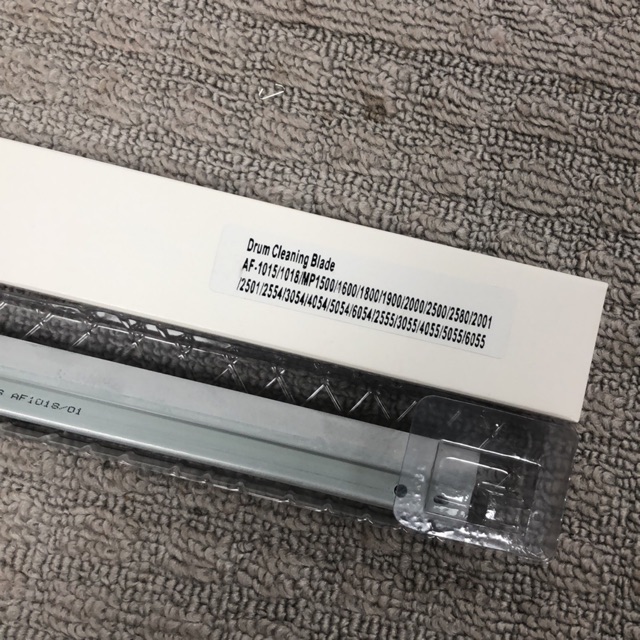 Drum Cleaning Blade
AF-1015/1018/MP1500/1600/1800/1900/2000/2500/2580/2001
/2501/2554/3054/4054/5054/6054/2555/3055/4055/5055/6055
AF1018/01